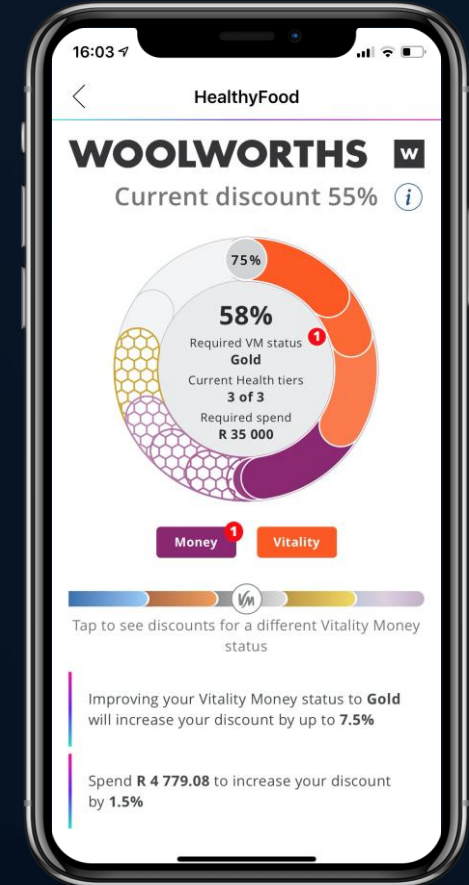 16:03
HealthyFood
WOOLWORTHS W
Current discount 55% i
75%
58%
Required VM status
1
Gold
Current Health tiers
3 of 3
Required spend
R 35 000
Money 1 Vitality
VM
Tap to see discounts for a different Vitality Money
status
Improving your Vitality Money status to Gold
will increase your discount by up to 7.5%
Spend R 4 779.08 to increase your discount
by 1.5%